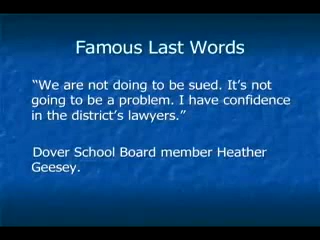 Famous Last Words
“We are not doing to be sued. It’s not
going to be a problem. I have confidence
in the district’s lawyers.”
Dover School Board member Heather
Geesey.